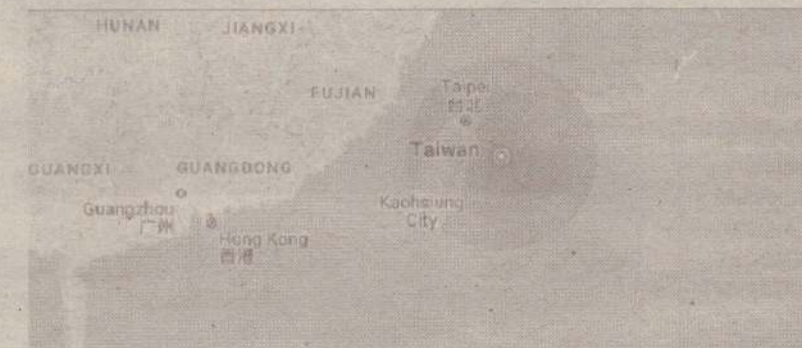 HUNAN
JIANGXI
FUJIAN
Taipei
台北
Taiwan
GUANGXI
GUANGDONG
Guangzhou
广州
Kaohsiung
City
Hong Kong
香港